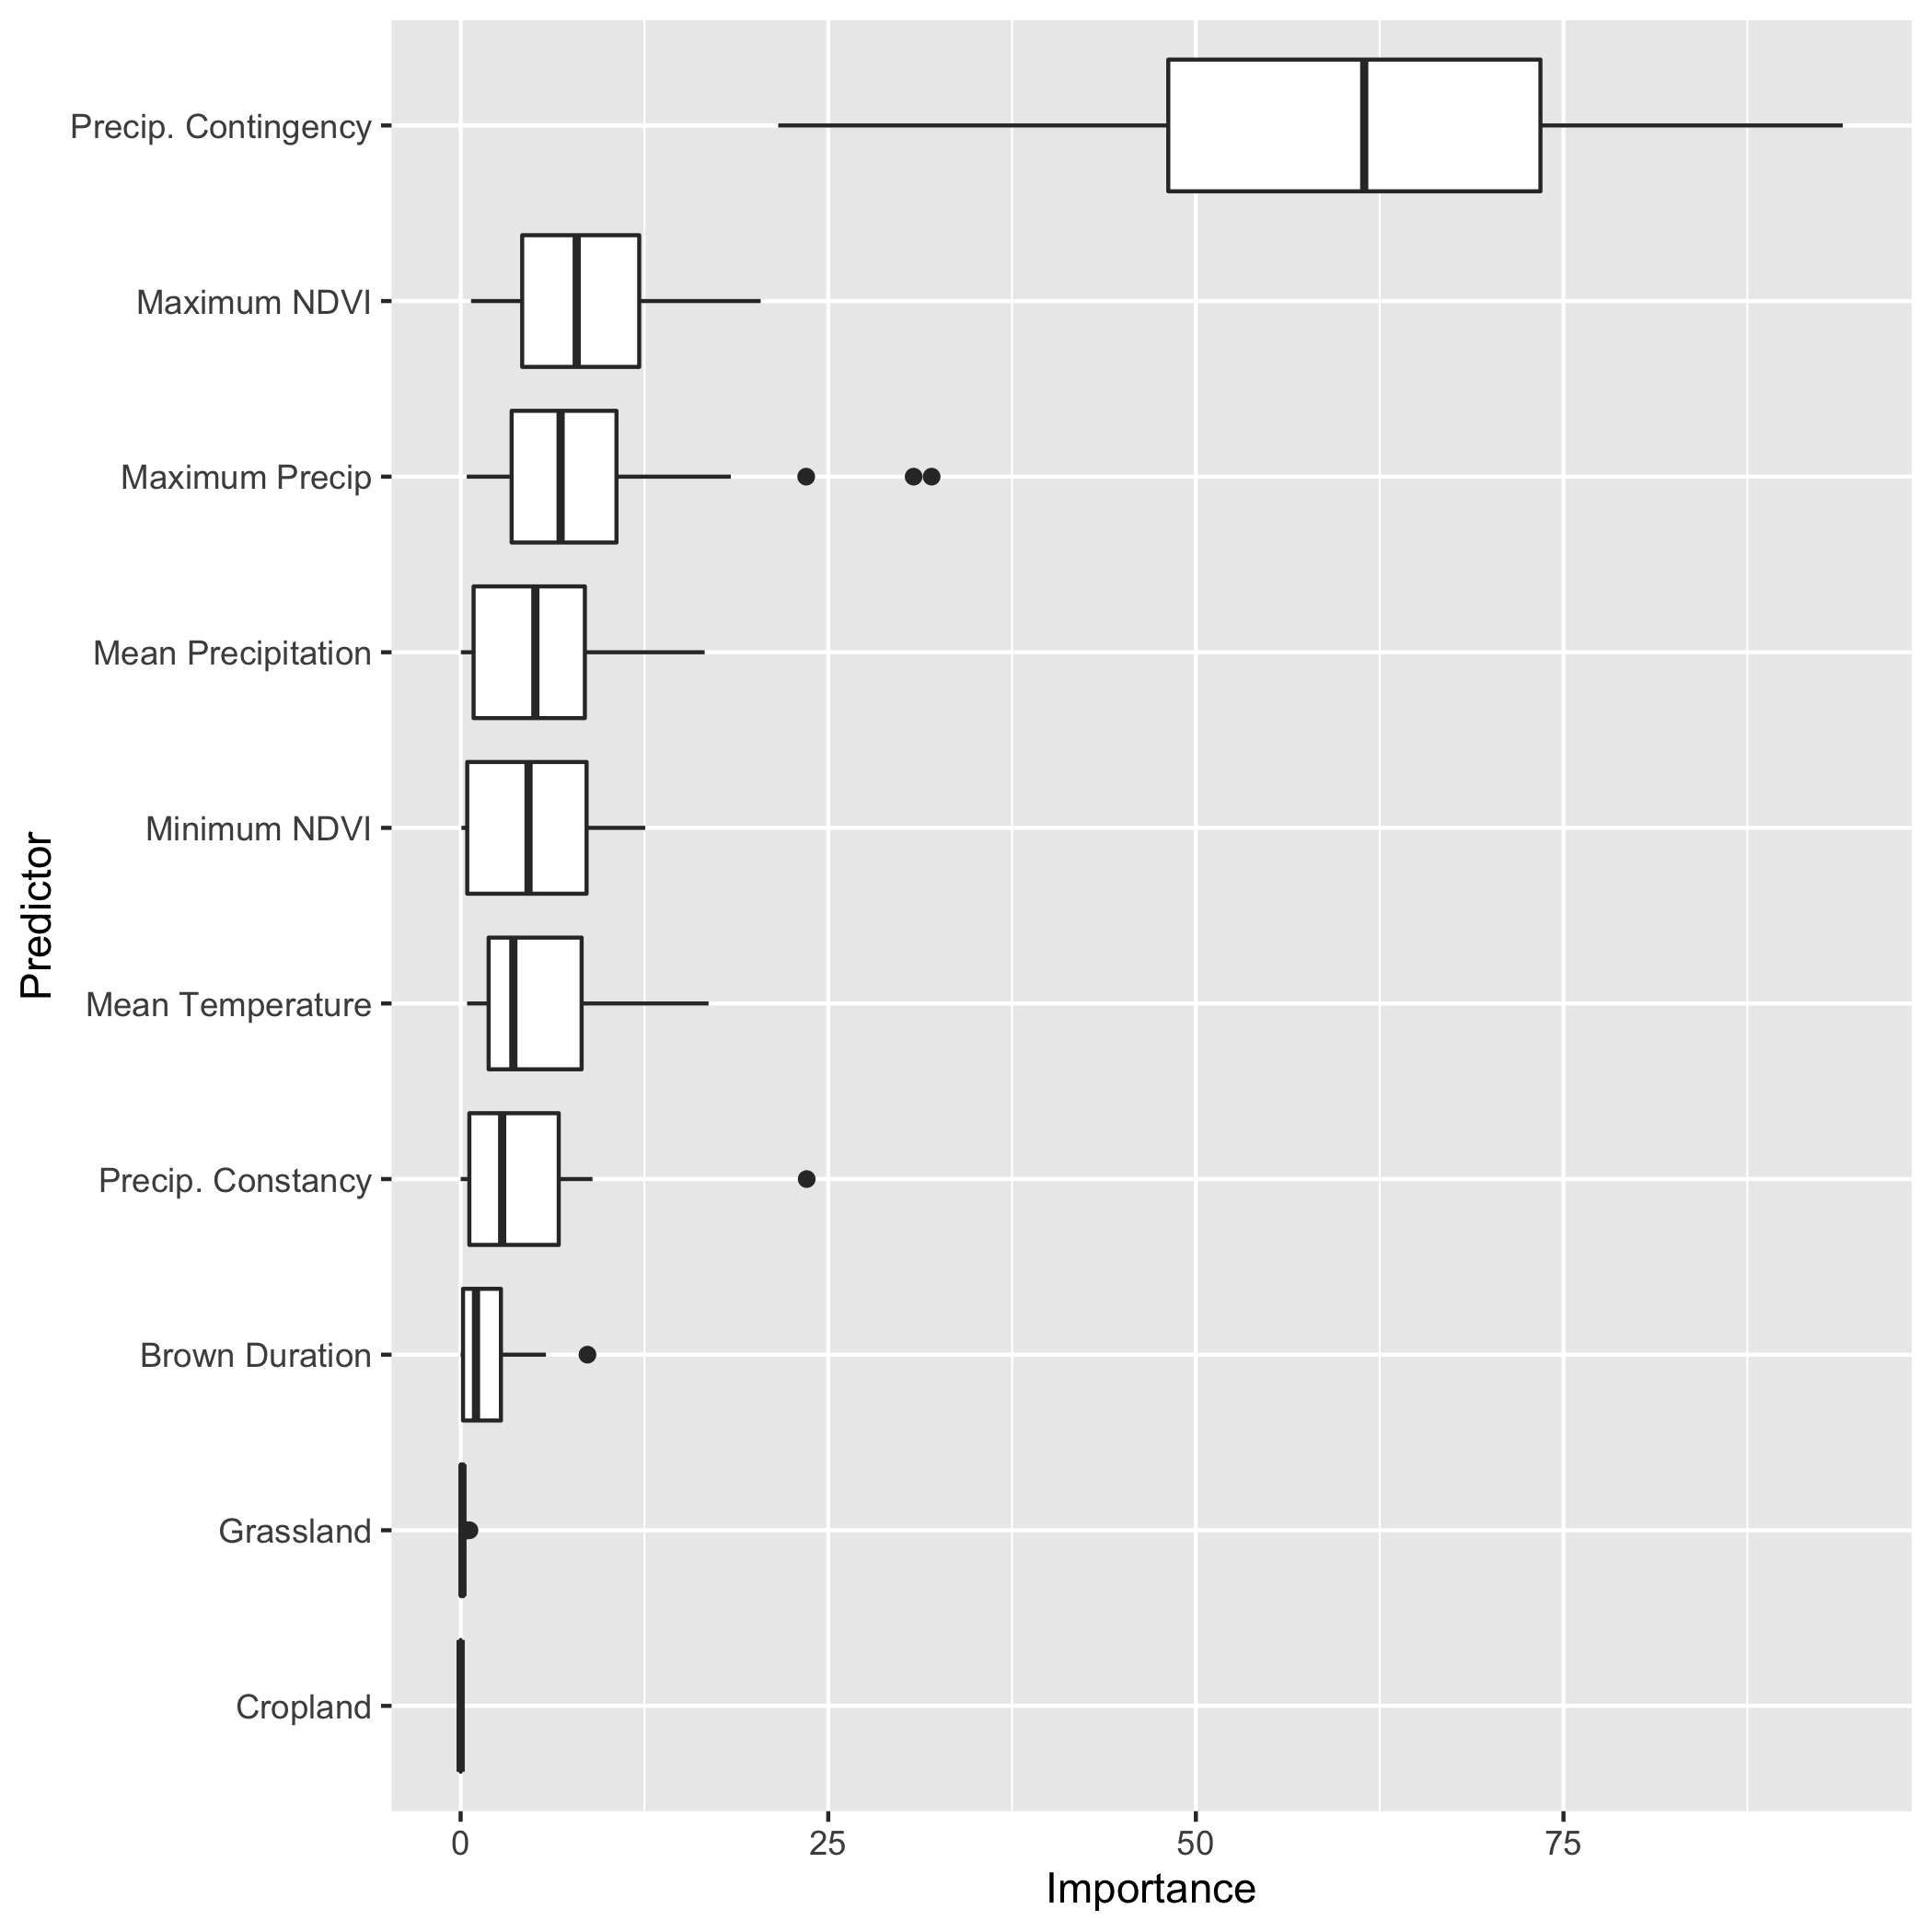 Predictor
Precip. Contingency
Maximum NDVI
Maximum Precip
Mean Precipitation
Minimum NDVI
Mean Temperature
Precip. Constancy
Brown Duration
Grassland
Cropland
0 25 50 75
Importance